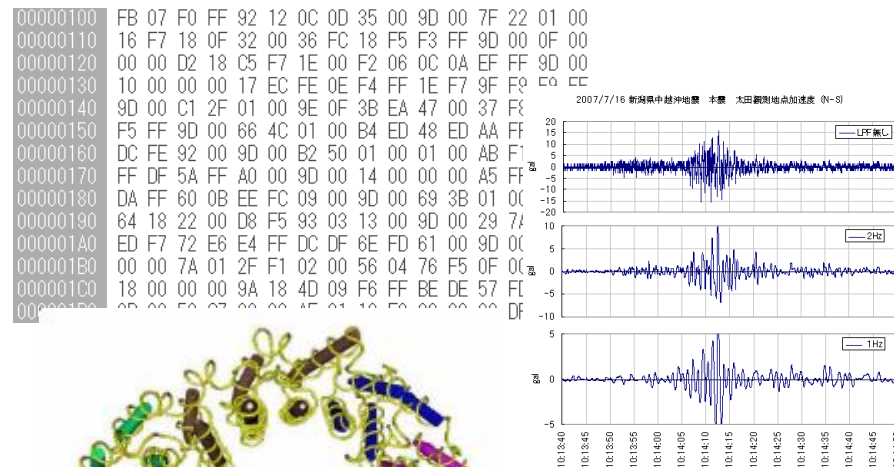 00000100 FB 07 F0 FF 92 12 0C 0D 35 00 9D 00 7F 22 01 00
00000110 16 F7 18 0F 32 00 36 FC 18 F5 F3 FF 9D 00 0F 00
00000120 00 00 D2 18 C5 F7 1E 00 F2 06 0C 0A EF FF 9D 00
00000130 10 00 00 00 17 EC FE 0E F4 FF 1E F7 9F F9 E9 FF
00000140 9D 00 C1 2F 01 00 9E 0F 3B EA 47 00 37 F8
00000150 F5 FF 9D 00 66 4C 01 00 B4 ED 48 ED AA FF
00000160 DC FE 92 00 9D 00 B2 50 01 00 01 00 AB F1
00000170 FF DF 5A FF A0 00 9D 00 14 00 00 00 A5 FF
00000180 DA FF 60 0B EE FC 09 00 9D 00 69 3B 01 00
00000190 64 18 22 00 D8 F5 93 03 13 00 9D 00 29 7A
000001A0 ED F7 72 E6 E4 FF DC DF 6E FD 61 00 9D 00
000001B0 00 00 7A 01 2F F1 02 00 56 04 76 F5 0F 00
000001C0 18 00 00 00 9A 18 4D 09 F6 FF BE DE 57 FD
2007/7/16 新潟県中越沖地震 本震 太田観測地点加速度 (N-S)
20
15
10
5
0
-5
-10
-15
-20
gal
LPF無し
10
5
0
-5
-10
gal
2Hz
5
0
-5
gal
1Hz
10:13:40
10:13:45
10:13:50
10:13:55
10:14:00
10:14:05
10:14:10
10:14:15
10:14:20
10:14:25
10:14:30
10:14:35
10:14:40
10:14:45